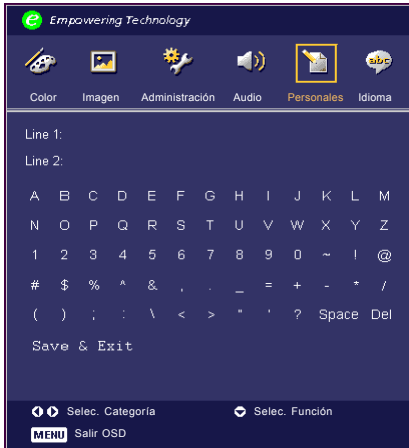 e Empowering Technology
abc
Color Imagen Administración Audio Personales Idioma
Line 1:
Line 2:
A B C D E F G H I J K L M
N O P Q R S T U V W X Y Z
1 2 3 4 5 6 7 8 9 0 ~ ! @
# $ % ^ & , . _ = + - * /
( ) ; : \ < > " ' ? Space Del
Save & Exit
Selec. Categoría Selec. Función
MENU Salir OSD